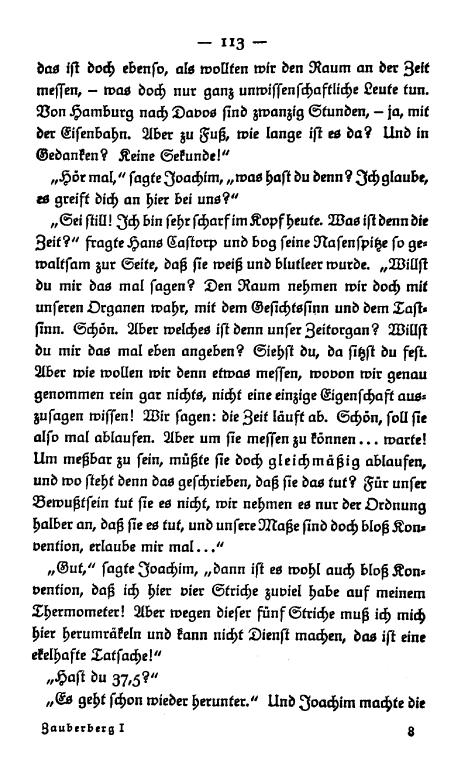 — 113 —
das ist doch ebenso, als wollten wir den Raum an der Zeit
messen, – was doch nur ganz unwissenschaftliche Leute tun.
Von Hamburg nach Davos sind zwanzig Stunden, – ja, mit
der Eisenbahn. Aber zu Fuß, wie lange ist es da? Und in
Gedanken? Keine Sekunde!“
„Hör mal,“ sagte Joachim, „was hast du denn? Ich glaube,
es greift dich an hier bei uns?“
„Sei still! Ich bin sehr scharf im Kopf heute. Was ist denn die
Zeit?“ fragte Hans Castorp und bog seine Nasenspitze so ge-
waltsam zur Seite, daß sie weiß und blutleer wurde. „Willst
du mir das mal sagen? Den Raum nehmen wir doch mit
unseren Organen wahr, mit dem Gesichtssinn und dem Tast-
sinn. Schön. Aber welches ist denn unser Zeitorgan? Willst
du mir das mal eben angeben? Siehst du, da sitzst du fest.
Aber wie wollen wir denn etwas messen, wovon wir genau
genommen rein gar nichts, nicht eine einzige Eigenschaft aus-
zusagen wissen! Wir sagen: die Zeit läuft ab. Schön, soll sie
also mal ablaufen. Aber um sie messen zu können... warte!
Um meßbar zu sein, müßte sie doch gleichmäßig ablaufen,
und wo steht denn das geschrieben, daß sie das tut? Für unser
Bewußtsein tut sie es nicht, wir nehmen es nur der Ordnung
halber an, daß sie es tut, und unsere Maße sind doch bloß Kon-
vention, erlaube mir mal...“
„Gut,“ sagte Joachim, „dann ist es wohl auch bloß Kon-
vention, daß ich hier vier Striche zuviel habe auf meinem
Thermometer! Aber wegen dieser fünf Striche muß ich mich
hier herumräkeln und kann nicht Dienst machen, das ist eine
ekelhafte Tatsache!“
„Hast du 37,5?“
„Es geht schon wieder herunter.“ Und Joachim machte die
Zauberberg I 8